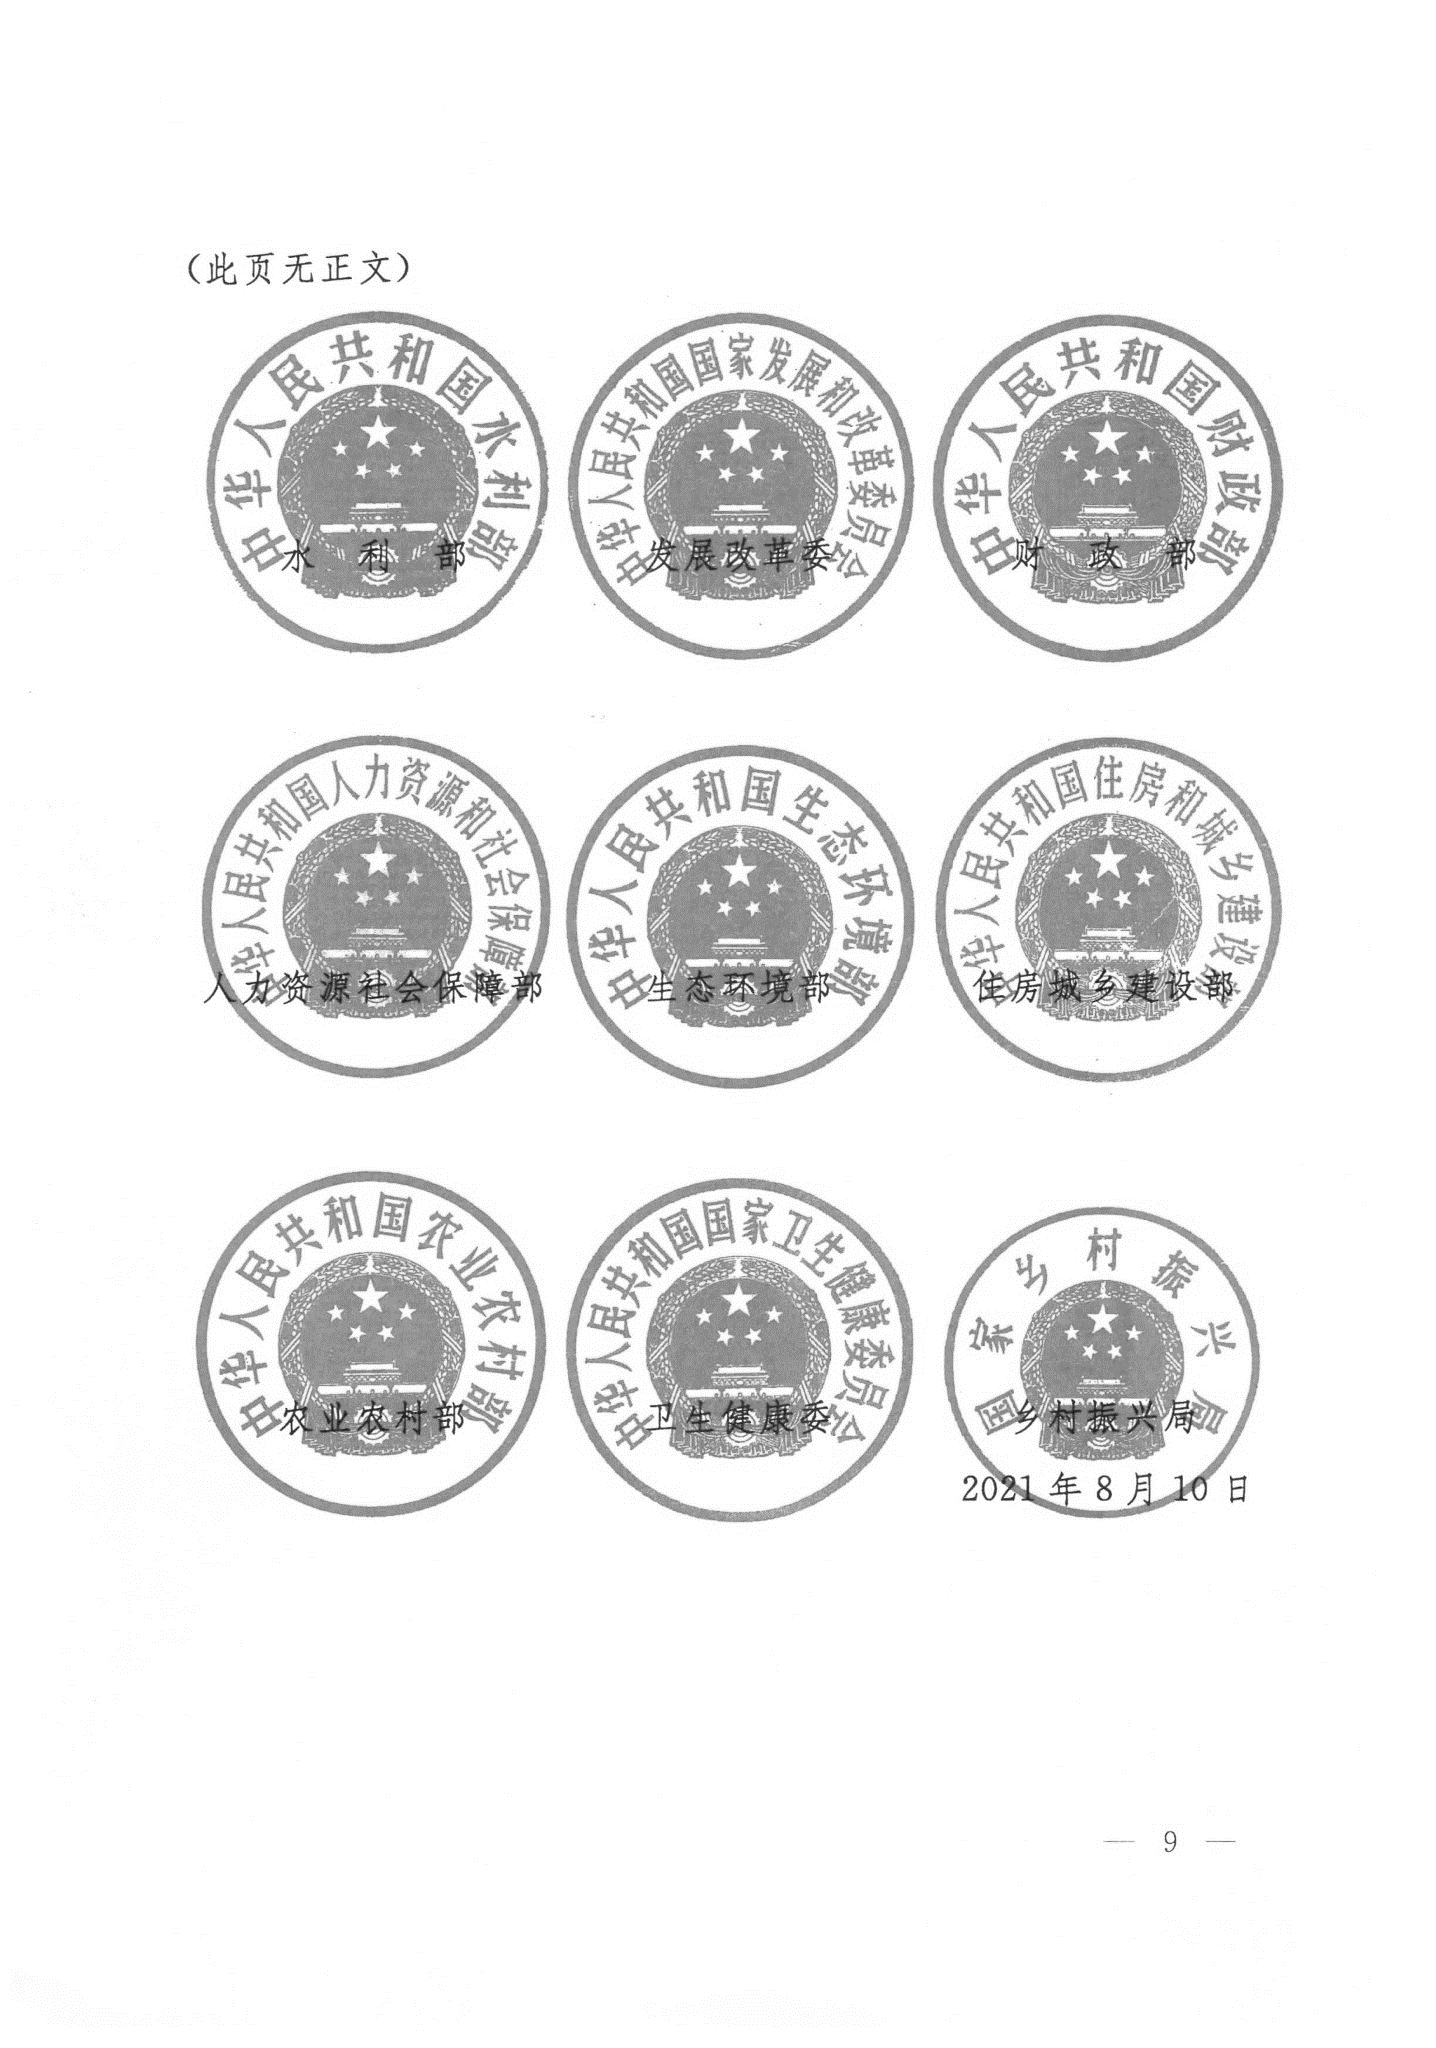 （此页无正文）
中华人民共和国水利部
水利部
中华人民共和国国家发展和改革委员会
发展改革委
中华人民共和国财政部
财政部
中华人民共和国人力资源和社会保障部
人力资源社会保障部
中华人民共和国生态环境部
生态环境部
中华人民共和国住房和城乡建设部
住房城乡建设部
中华人民共和国农业农村部
农业农村部
中华人民共和国国家卫生健康委员会
卫生健康委
国家乡村振兴局
乡村振兴局
2021年8月10日
— 9 —